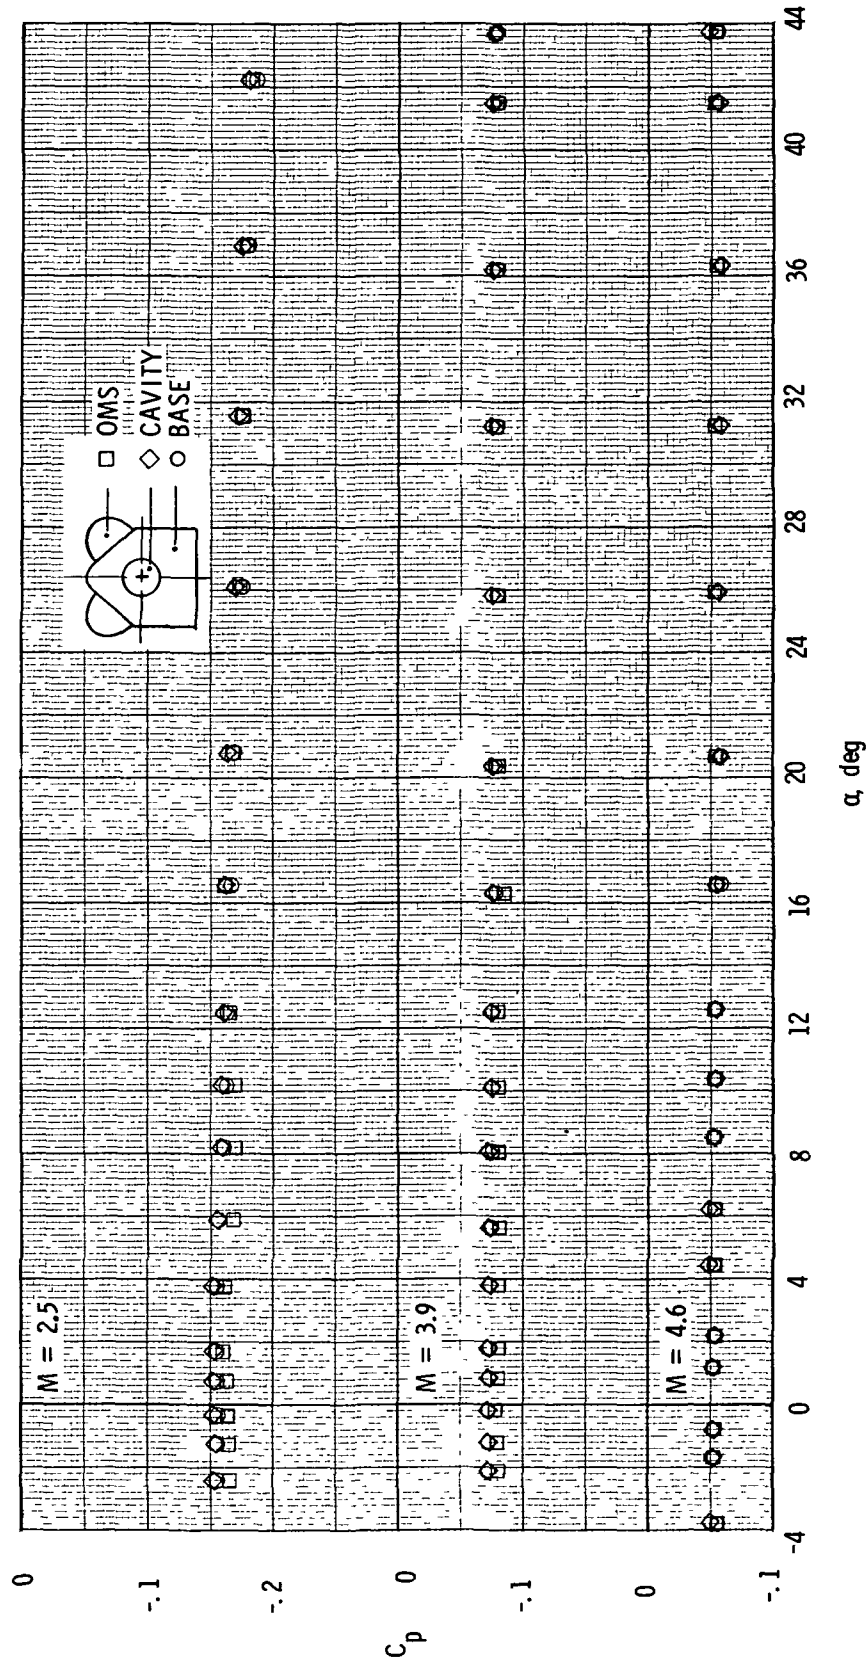 M = 2.5
□ OMS
◇ CAVITY
○ BASE
M = 3.9
M = 4.6
0
-.1
-.2
0
-.1
0
-.1
C_p
-4
0
4
8
12
16
20
24
28
32
36
40
44
α, deg